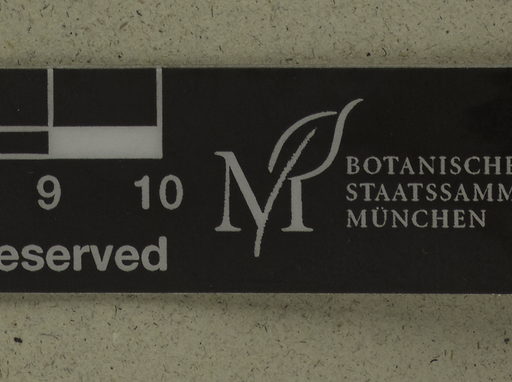 9 10
eserved
M
BOTANISCHE
STAATSSAMM
MÜNCHEN